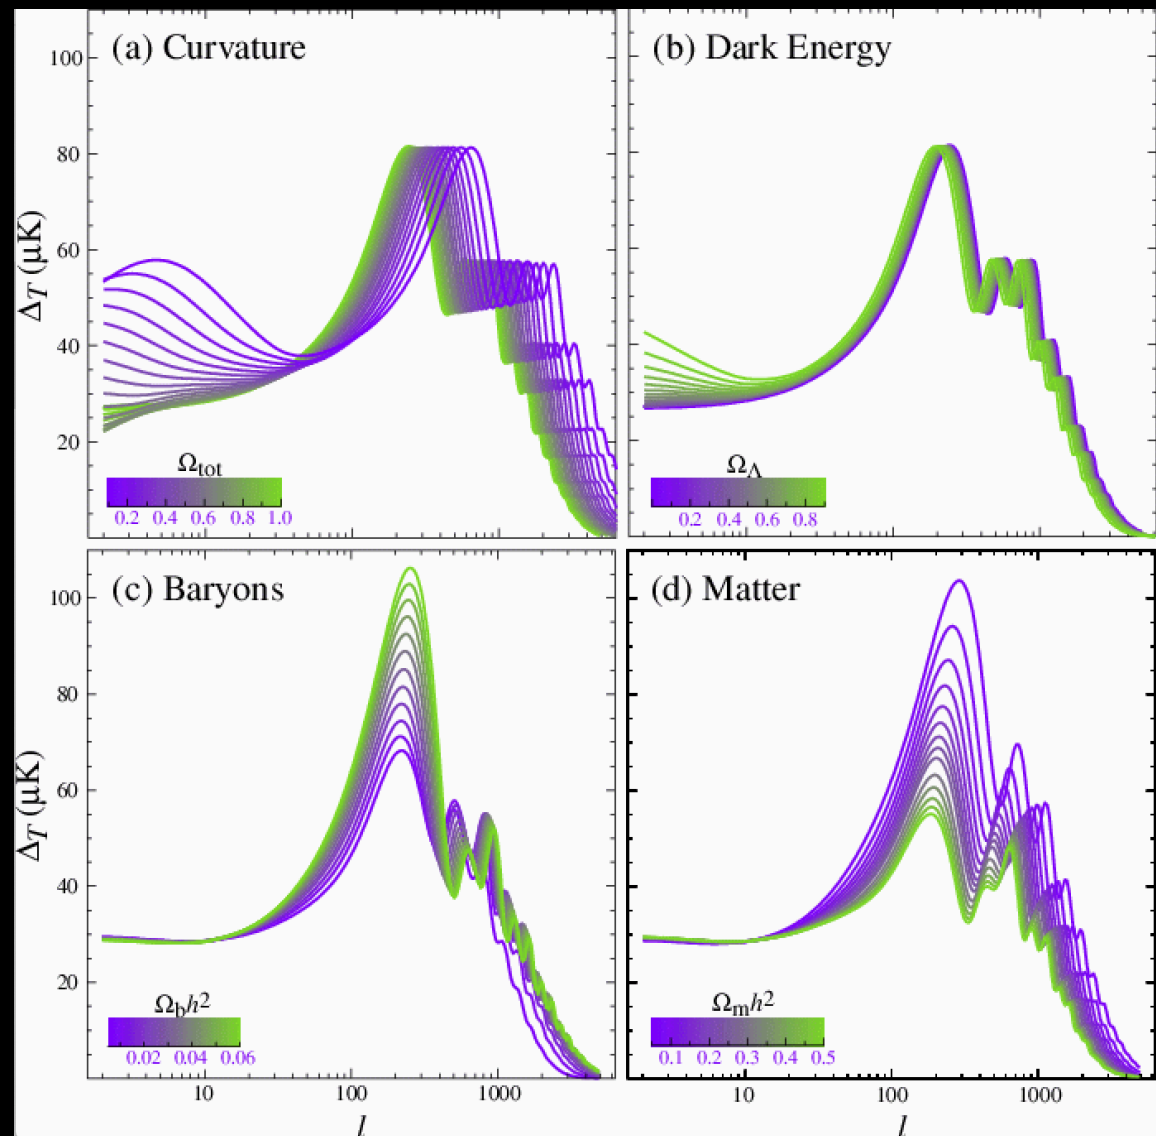 (a) Curvature
(b) Dark Energy
100
80
60
40
20
ΔT (μK)
Ωtot
0.2 0.4 0.6 0.8 1.0
ΩΛ
0.2 0.4 0.6 0.8
(c) Baryons
(d) Matter
100
80
60
40
20
ΔT (μK)
Ωbh²
0.02 0.04 0.06
Ωmh²
0.1 0.2 0.3 0.4 0.5
10 100 1000
10 100 1000
l
l